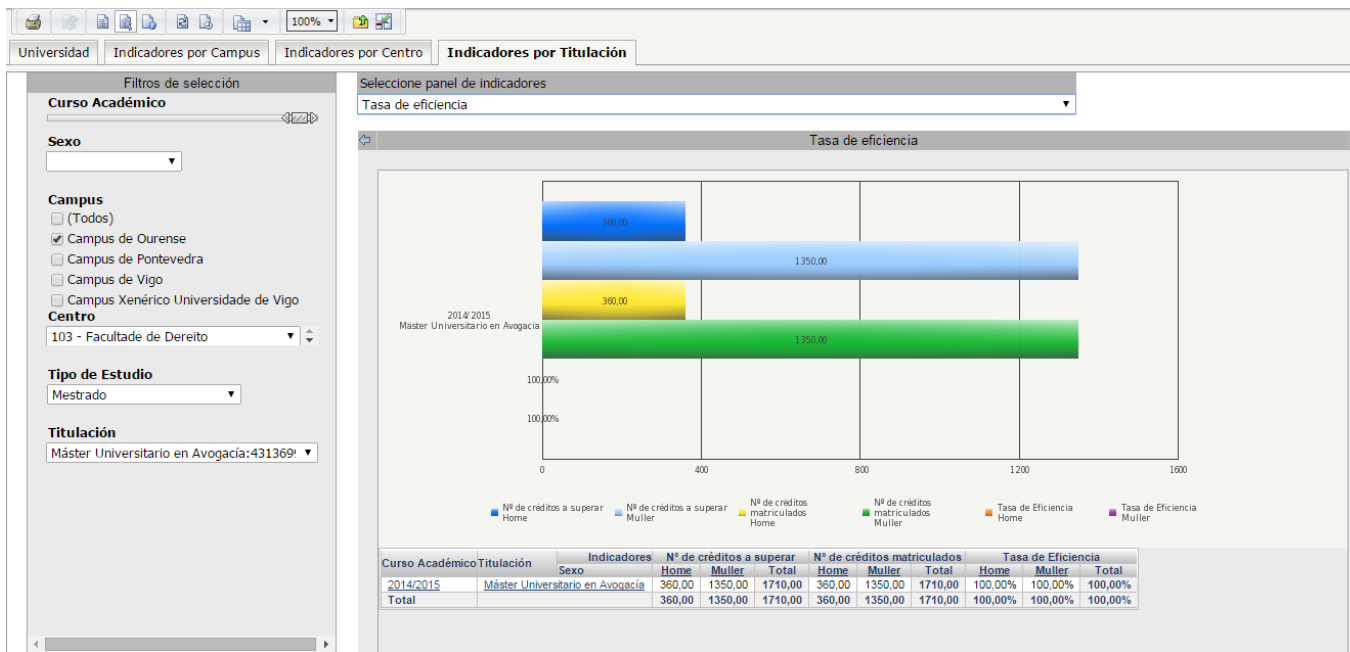 100%
Universidad
Indicadores por Campus
Indicadores por Centro
Indicadores por Titulación
Filtros de selección
Curso Académico
Sexo
Campus
(Todos)
Campus de Ourense
Campus de Pontevedra
Campus de Vigo
Campus Xenérico Universidade de Vigo
Centro
103 - Facultade de Dereito
Tipo de Estudio
Mestrado
Titulación
Máster Universitario en Avogacía:431369
Seleccione panel de indicadores
Tasa de eficiencia
Tasa de eficiencia
360,00
1350,00
360,00
1350,00
2014/2015
Máster Universitario en Avogacía
100,00%
100,00%
0 400 800 1200 1600
Nº de créditos a superar
Home
Nº de créditos a superar
Muller
Nº de créditos
matriculados
Home
Nº de créditos
matriculados
Muller
Tasa de Eficiencia
Home
Tasa de Eficiencia
Muller
Curso Académico Titulación Indicadores Nº de créditos a superar Nº de créditos matriculados Tasa de Eficiencia
Sexo Home Muller Total Home Muller Total Home Muller Total
2014/2015 Máster Universitario en Avogacía 360,00 1350,00 1710,00 360,00 1350,00 1710,00 100,00% 100,00% 100,00%
Total 360,00 1350,00 1710,00 360,00 1350,00 1710,00 100,00% 100,00% 100,00%